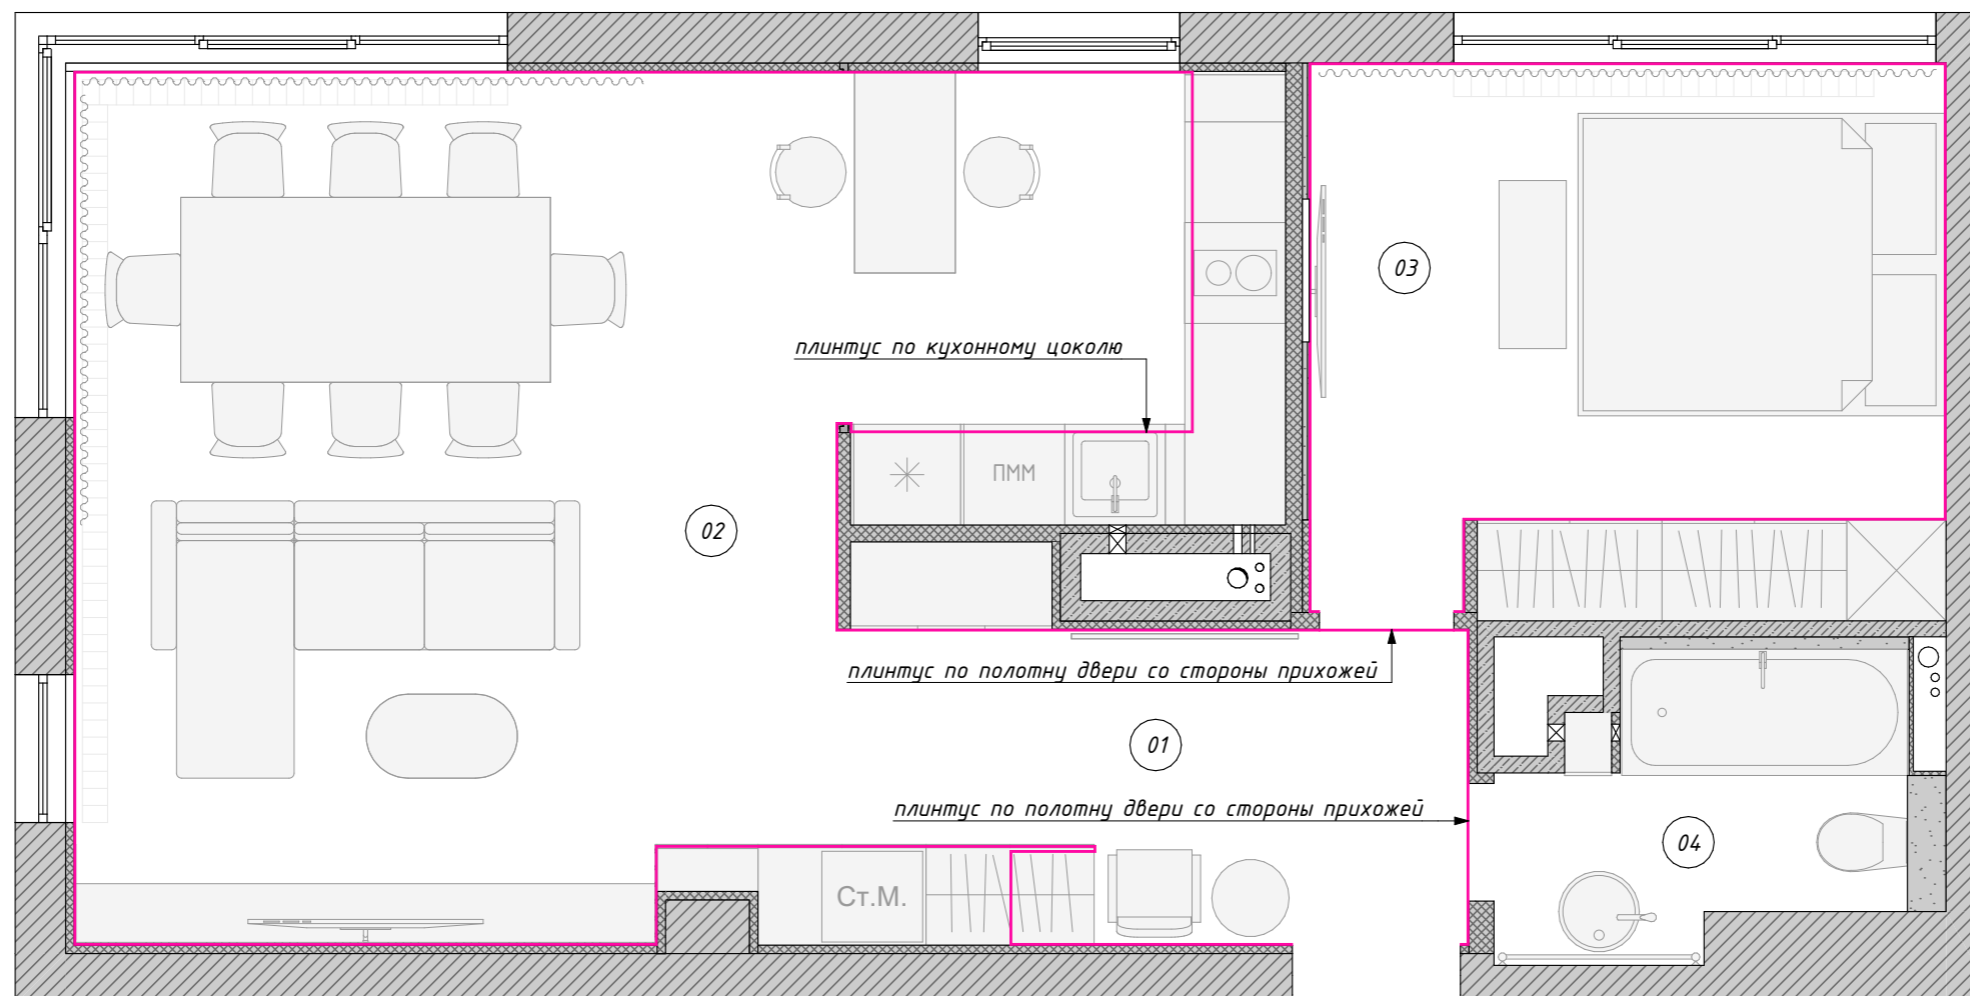 03
плинтус по кухонному цоколю
ПММ
02
плинтус по полотну двери со стороны прихожей
01
плинтус по полотну двери со стороны прихожей
04
Ст.М.